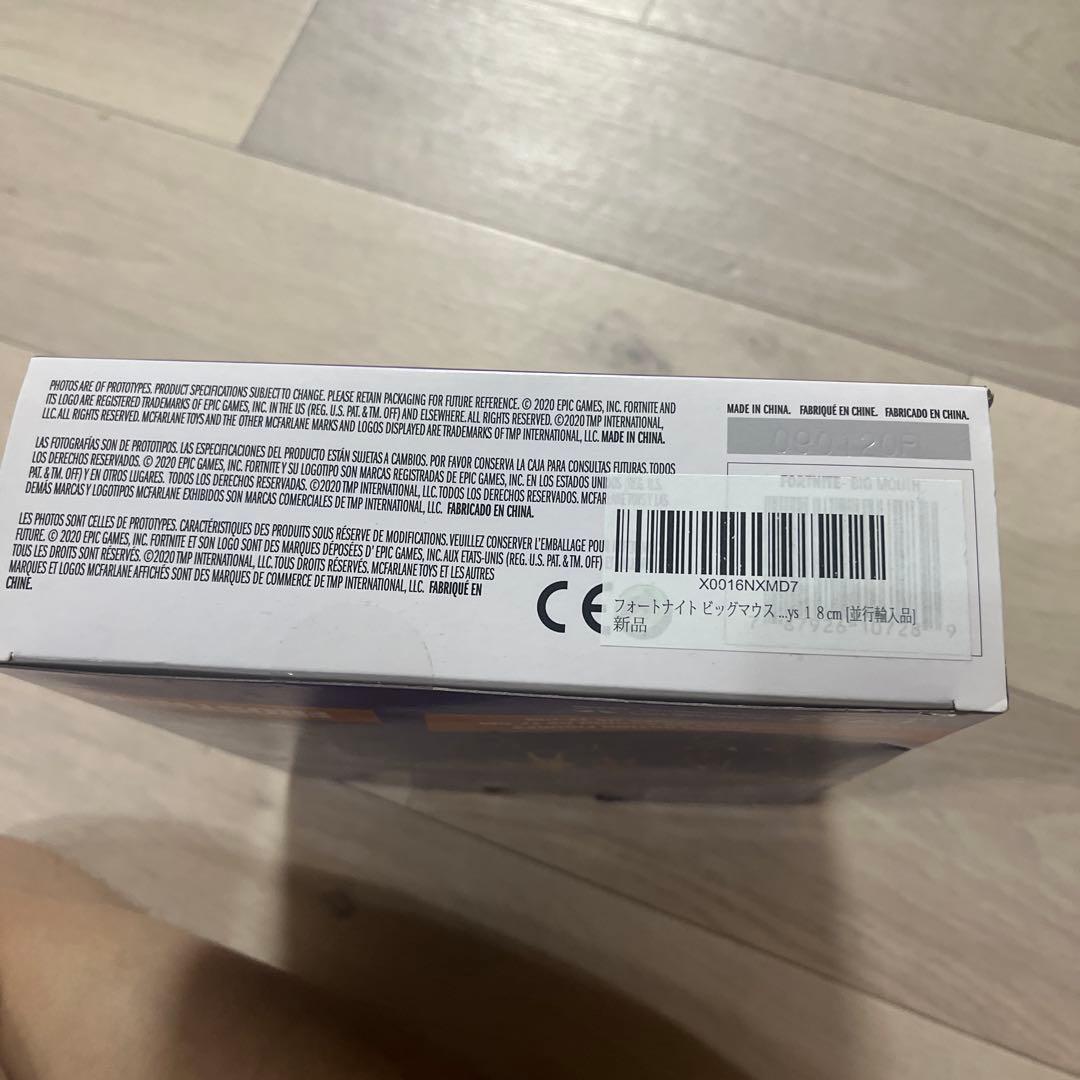 PHOTOS ARE OF PROTOTYPES. PRODUCT SPECIFICATIONS SUBJECT TO CHANGE. PLEASE RETAIN PACKAGING FOR FUTURE REFERENCE. © 2020 EPIC GAMES, INC. FORTNITE AND
ITS LOGO ARE REGISTERED TRADEMARKS OF EPIC GAMES, INC. IN THE US (REG. U.S. PAT. & TM. OFF) AND ELSEWHERE. ALL RIGHTS RESERVED. ©2020 TMP INTERNATIONAL,
LLC. ALL RIGHTS RESERVED. MCFARLANE TOYS AND THE OTHER MCFARLANE MARKS AND LOGOS DISPLAYED ARE TRADEMARKS OF TMP INTERNATIONAL, LLC. MADE IN CHINA.
LAS FOTOGRAFÍAS SON DE PROTOTIPOS. LAS ESPECIFICACIONES DEL PRODUCTO ESTÁN SUJETAS A CAMBIOS. POR FAVOR CONSERVA LA CAJA PARA CONSULTAS FUTURAS. TODOS
LOS DERECHOS RESERVADOS. © 2020 EPIC GAMES, INC. FORTNITE Y SU LOGOTIPO SON MARCAS REGISTRADAS DE EPIC GAMES, INC. EN LOS ESTADOS
PAT. & TM. OFF) Y EN OTROS LUGARES. TODOS LOS DERECHOS RESERVADOS. ©2020 TMP INTERNATIONAL, LLC. TODOS LOS DERECHOS RESERVADOS.
DEMÁS MARCAS Y LOGOTIPOS MCFARLANE EXHIBIDOS SON MARCAS COMERCIALES DE TMP INTERNATIONAL, LLC. FABRICADO EN CHINA.
LES PHOTOS SONT CELLES DE PROTOTYPES. CARACTÉRISTIQUES DES PRODUITS SOUS RÉSERVE DE MODIFICATIONS. VEUILLEZ CONSERVER L'EMBALLAGE
FUTURE. © 2020 EPIC GAMES, INC. FORTNITE ET SON LOGO SONT DES MARQUES DÉPOSÉES D' EPIC GAMES, INC. AUX ETATS-UNIS (REG. U.S. PAT. & TM. OFF)
TOUS LES DROITS SONT RÉSERVÉS. ©2020 TMP INTERNATIONAL, LLC. TOUS DROITS RÉSERVÉS. MCFARLANE TOYS ET LES AUTRES
MARQUES ET LOGOS MCFARLANE AFFICHÉS SONT DES MARQUES DE COMMERCE DE TMP INTERNATIONAL, LLC. FABRIQUÉ EN
CHINÉ.
CE
MADE IN CHINA. FABRIQUÉ EN CHINE. FABRICADO EN CHINA.
090120P
FORTNITE- BIG MOUTH
X0016NXMD7
フォートナイト ビッグマウス ...ys 18cm [並行輸入品]
新品
7 87926 10728 9